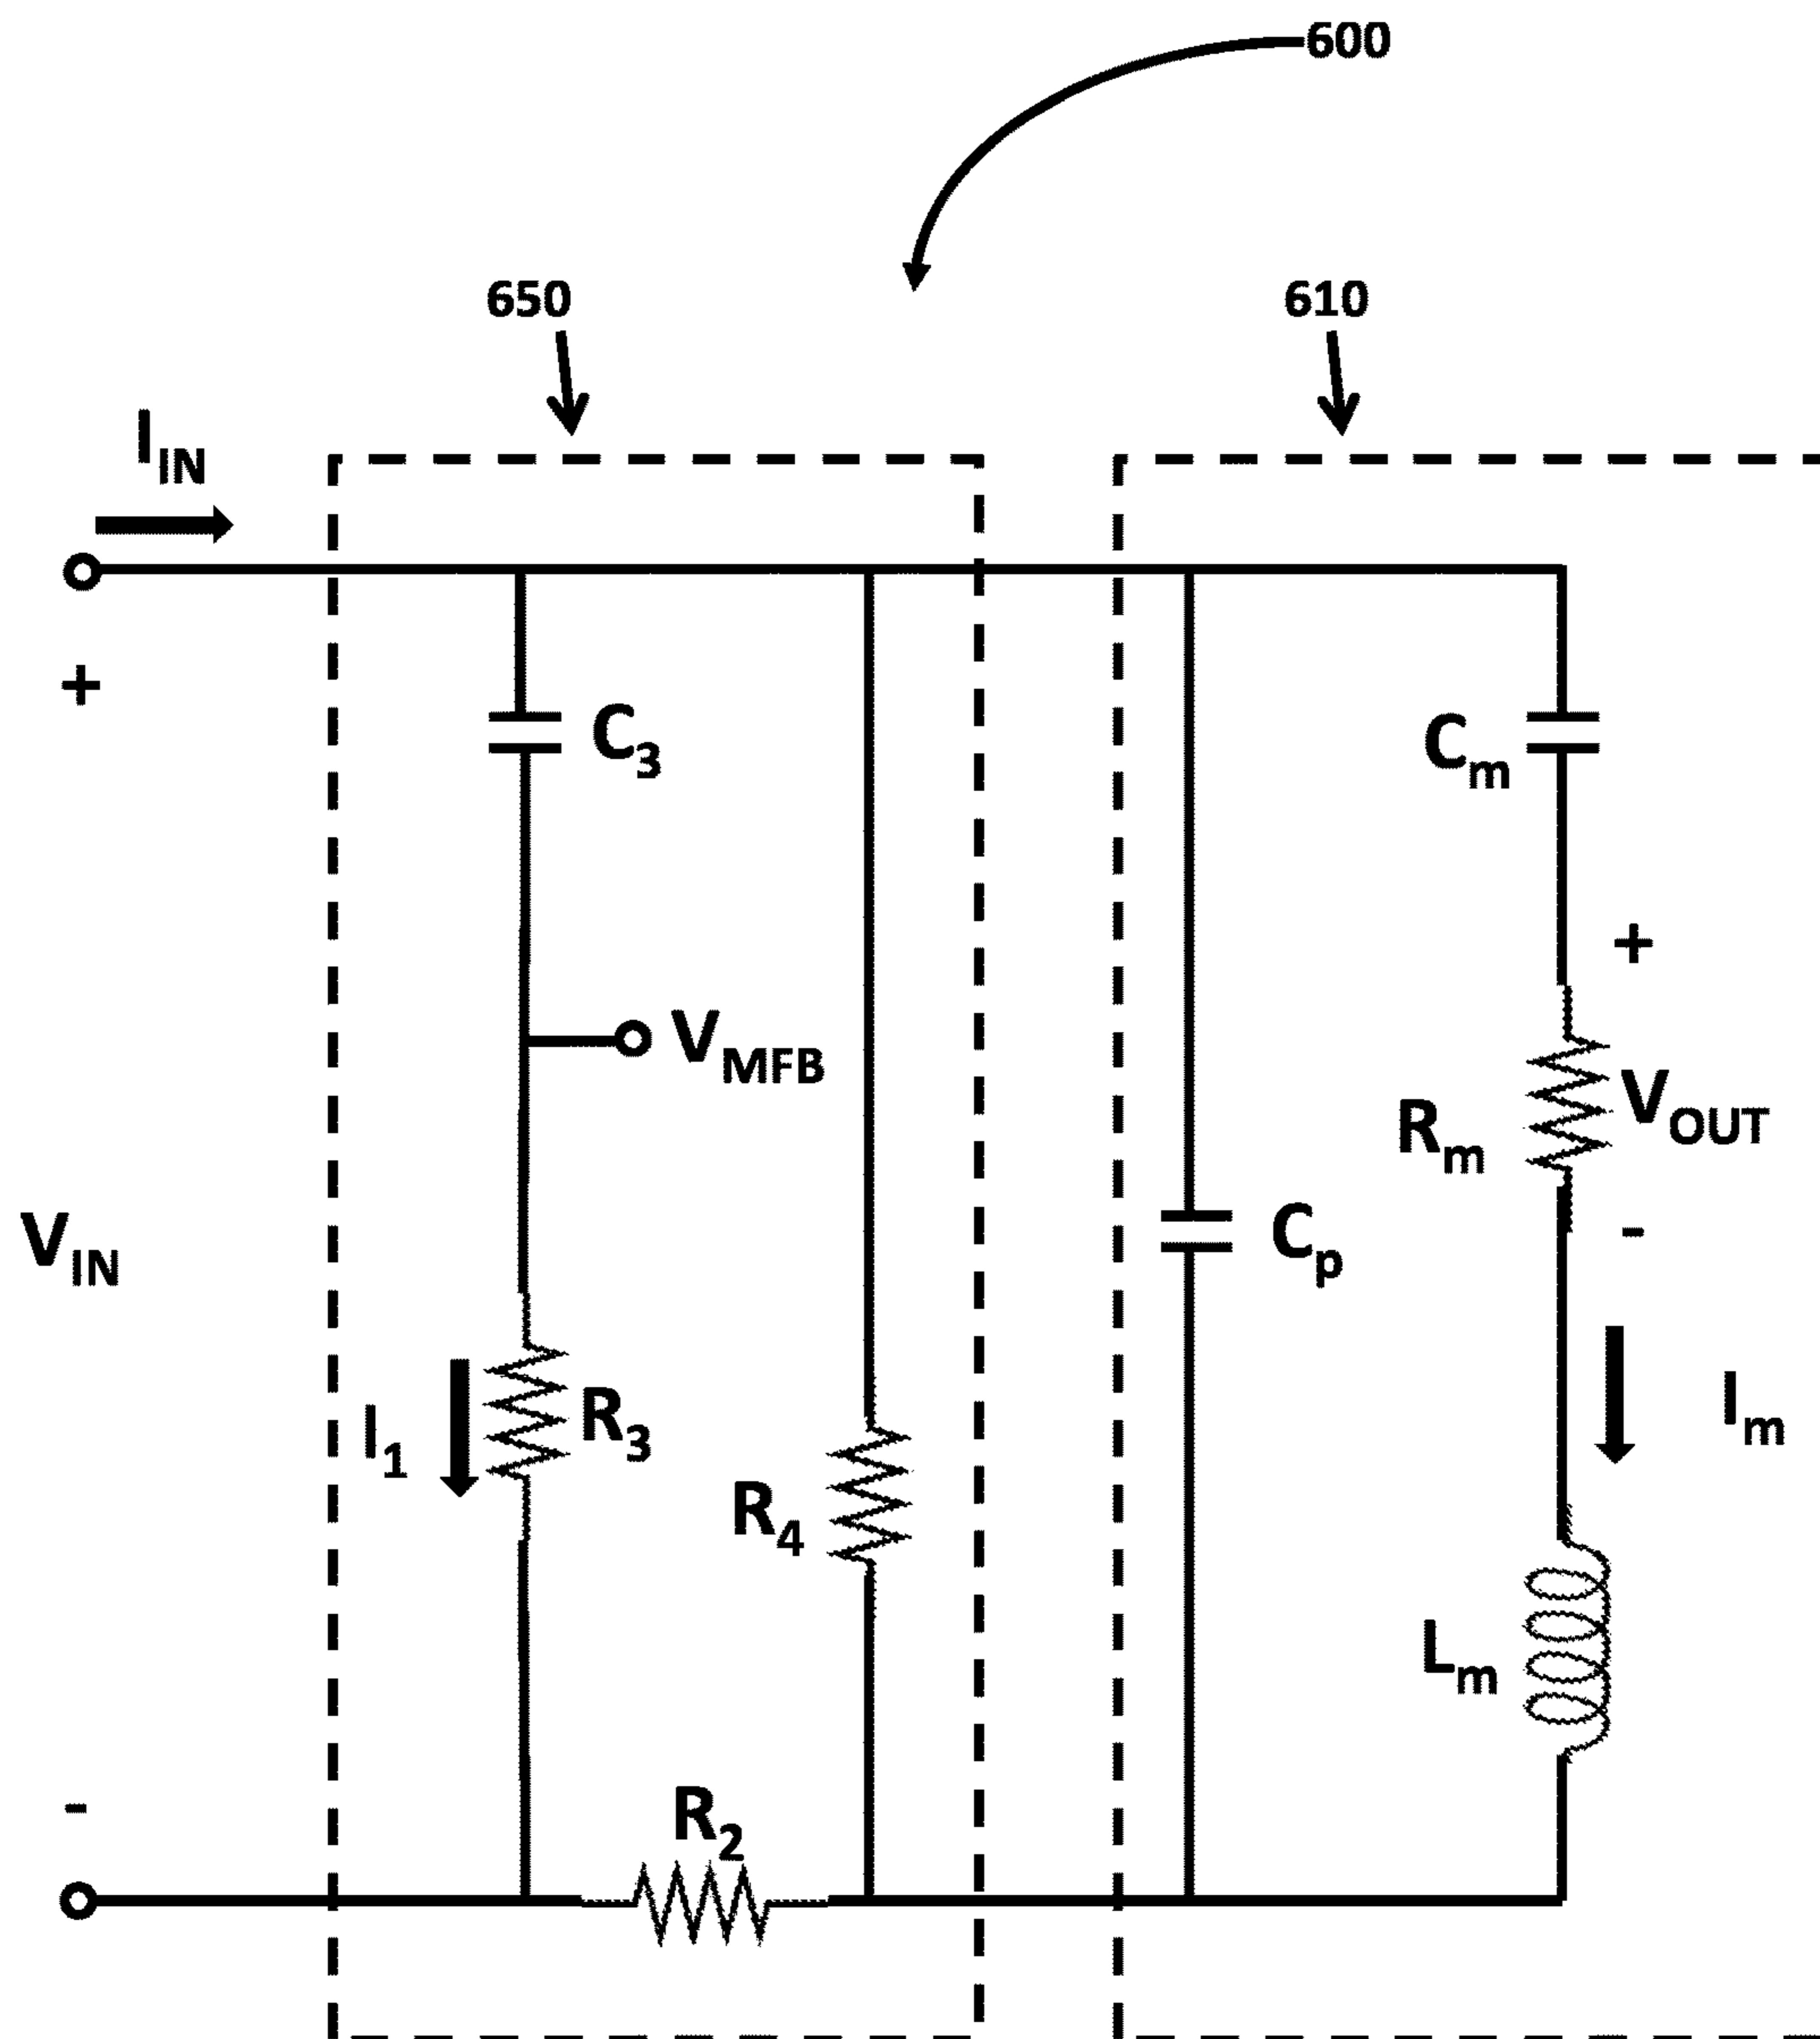 600
650
610
I_IN
+
C_3
C_m
+
V_MFB
V_OUT
R_m
V_IN
C_p
-
I_1
R_3
I_m
R_4
L_m
-
R_2